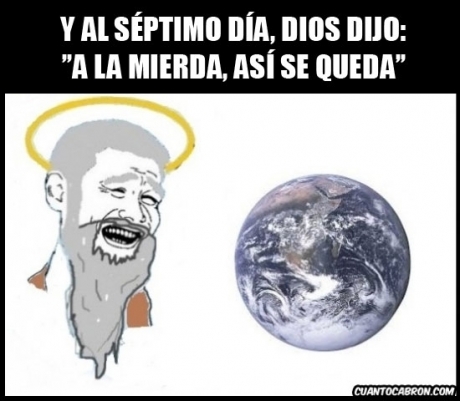 Y AL SÉPTIMO DÍA, DIOS DIJO:
"A LA MIERDA, ASÍ SE QUEDA"
CUANTOCABRON.COM